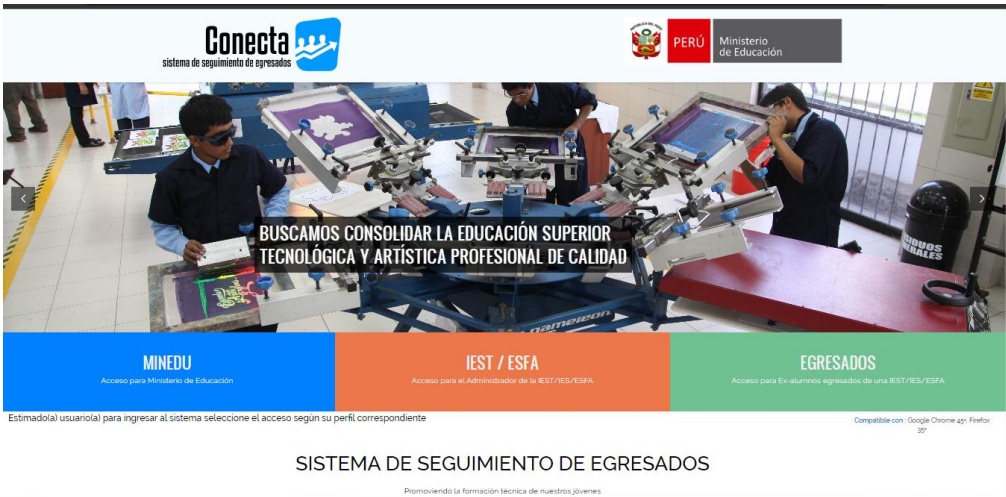 Conecta
sistema de seguimiento de egresados
PERÚ
Ministerio
de Educación
BUSCAMOS CONSOLIDAR LA EDUCACIÓN SUPERIOR
TECNOLÓGICA Y ARTÍSTICA PROFESIONAL DE CALIDAD
MINEDU
Acceso para Ministerio de Educación
IEST / ESFA
Acceso para el Administrador de la IEST/IES/ESFA
EGRESADOS
Acceso para Ex-alumnos egresados de una IEST/IES/ESFA
Estimado(a) usuario(a) para ingresar al sistema seleccione el acceso según su perfil correspondiente
Compatible con : Google Chrome 45+, Firefox
38+
SISTEMA DE SEGUIMIENTO DE EGRESADOS
Promoviendo la formación técnica de nuestros jóvenes